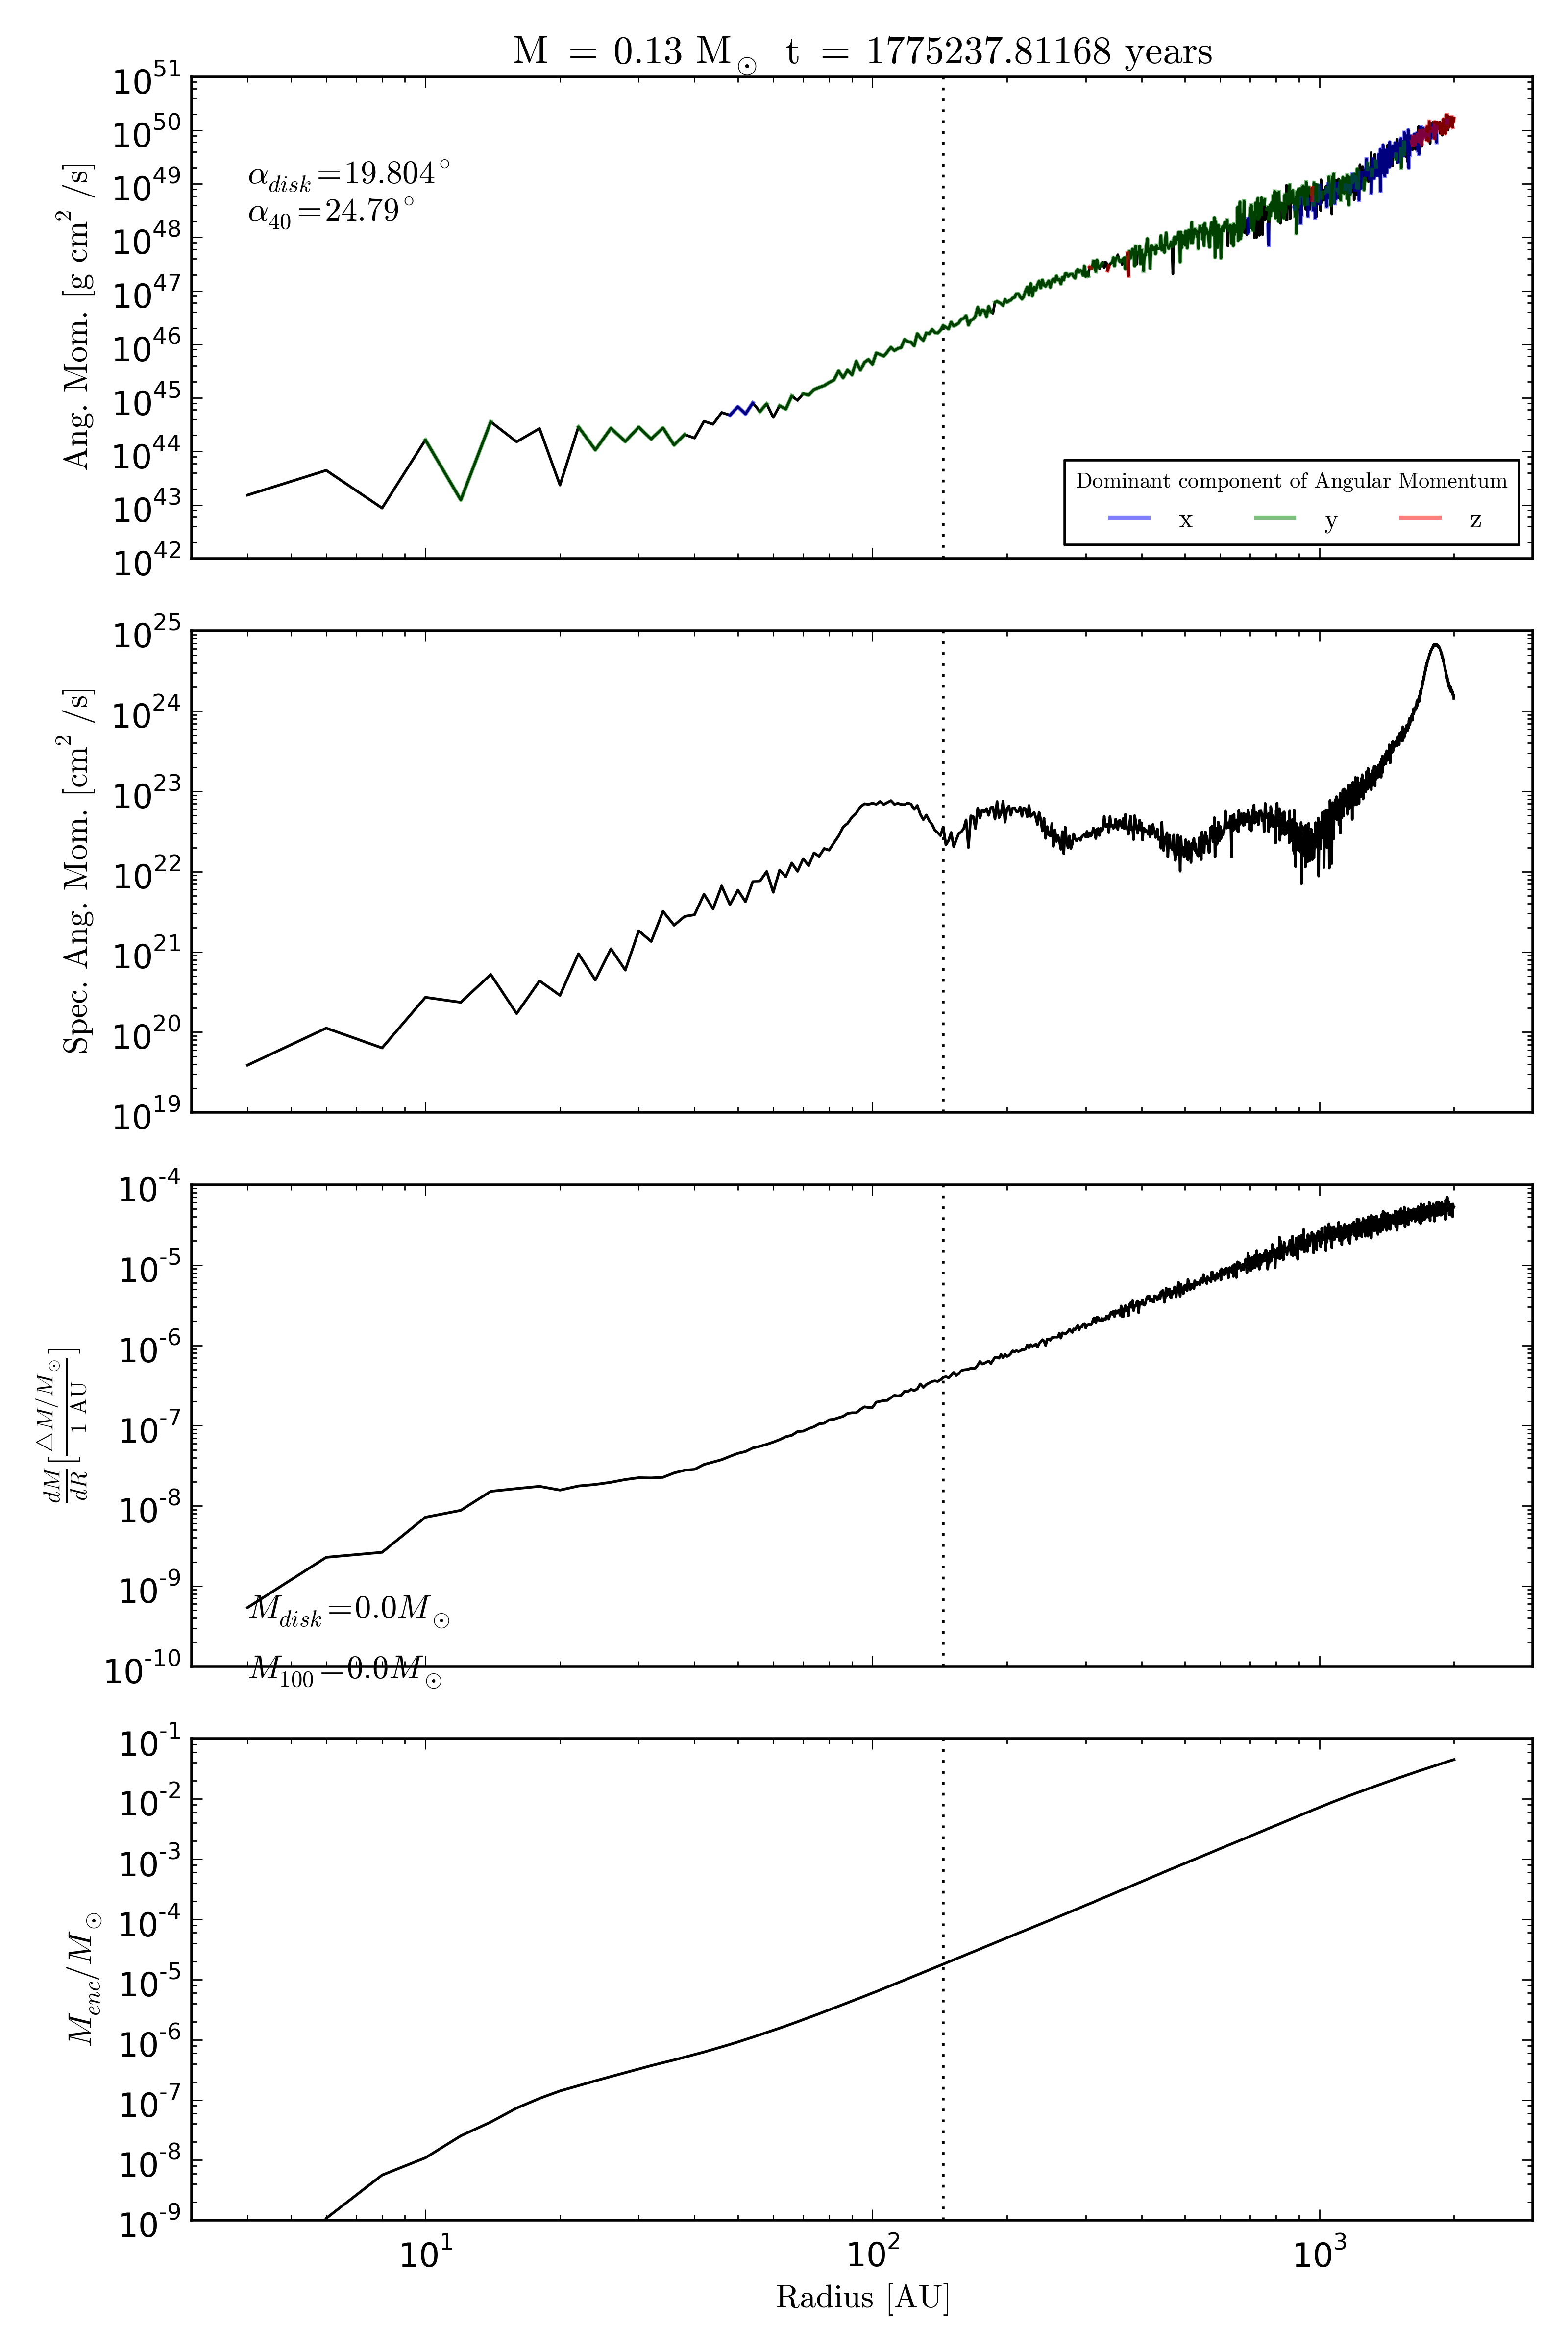 M = 0.13 M⊙ t = 1775237.81168 years
10^51
10^50
10^49
10^48
10^47
10^46
10^45
10^44
10^43
10^42
Ang. Mom. [g cm^2 /s]
α_disk=19.804°
α_40=24.79°
Dominant component of Angular Momentum
x y z
10^25
10^24
10^23
10^22
10^21
10^20
10^19
Spec. Ang. Mom. [cm^2 /s]
10^-4
10^-5
10^-6
10^-7
10^-8
10^-9
10^-10
dM/dR [△M/M⊙ / 1 AU]
M_disk=0.0M⊙
M_100=0.0M⊙
10^-1
10^-2
10^-3
10^-4
10^-5
10^-6
10^-7
10^-8
10^-9
M_enc/M⊙
10^1 10^2 10^3
Radius [AU]